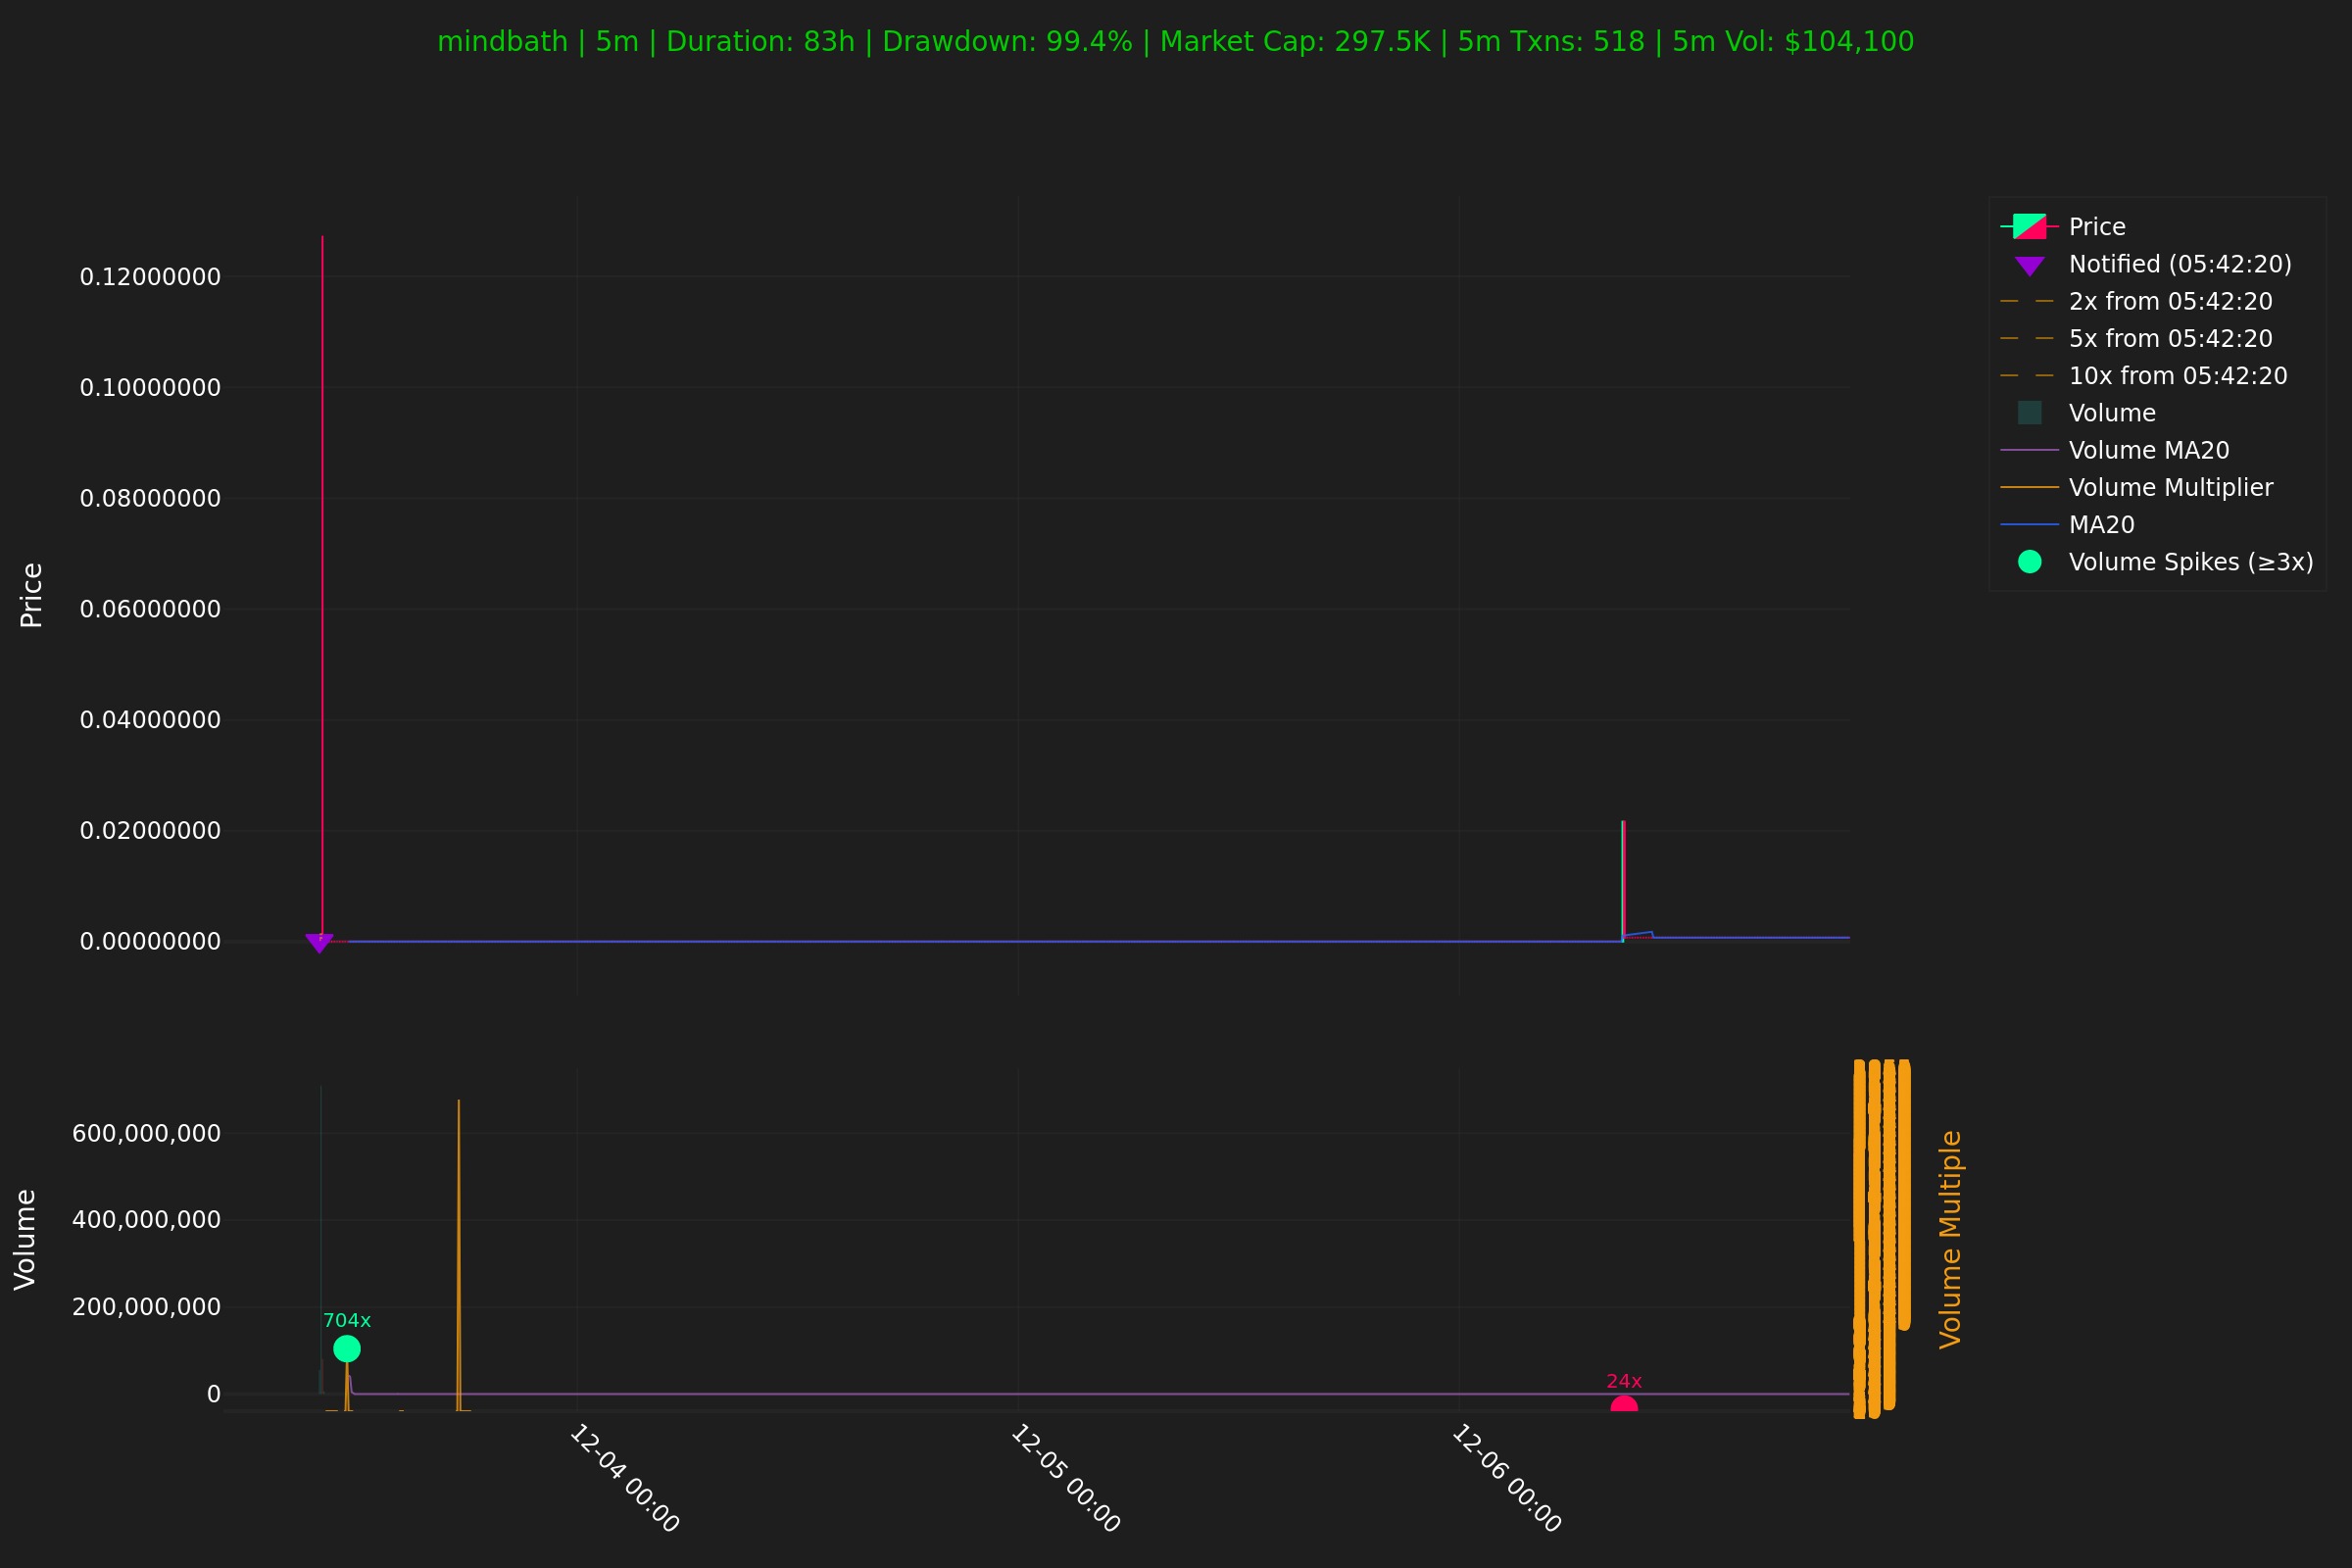 mindbath | 5m | Duration: 83h | Drawdown: 99.4% | Market Cap: 297.5K | 5m Txns: 518 | 5m Vol: $104,100
Price
0.12000000
0.10000000
0.08000000
0.06000000
0.04000000
0.02000000
0.00000000
Price
Notified (05:42:20)
2x from 05:42:20
5x from 05:42:20
10x from 05:42:20
Volume
Volume MA20
Volume Multiplier
MA20
Volume Spikes (≥3x)
Volume
600,000,000
400,000,000
200,000,000
0
704x
24x
Volume Multiple
12-04 00:00
12-05 00:00
12-06 00:00